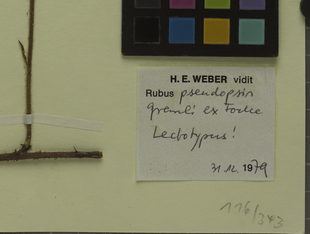 H. E. WEBER vidit
Rubus pseudopsis
Gremli ex Focke
Lectotypus!
31.12. 1979
116/343